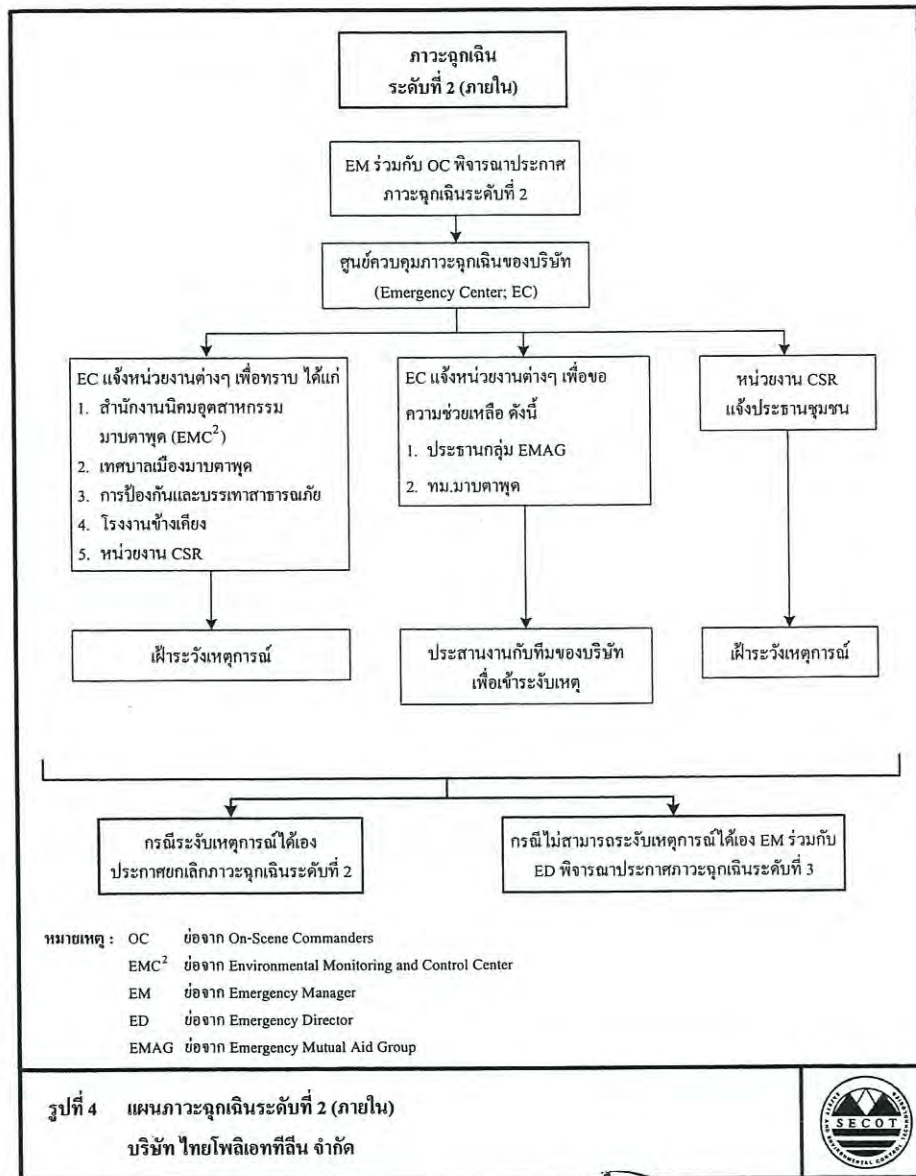 ภาวะฉุกเฉิน
ระดับที่ 2 (ภายใน)
EM ร่วมกับ OC พิจารณาประกาศ
ภาวะฉุกเฉินระดับที่ 2
ศูนย์ควบคุมภาวะฉุกเฉินของบริษัท
(Emergency Center; EC)
EC แจ้งหน่วยงานต่างๆ เพื่อทราบ ได้แก่
1. สำนักงานนิคมอุตสาหกรรม
มาบตาพุด (EMC²)
2. เทศบาลเมืองมาบตาพุด
3. การป้องกันและบรรเทาสาธารณภัย
4. โรงงานข้างเคียง
5. หน่วยงาน CSR
EC แจ้งหน่วยงานต่างๆ เพื่อขอ
ความช่วยเหลือ ดังนี้
1. ประธานกลุ่ม EMAG
2. ทม.มาบตาพุด
หน่วยงาน CSR
แจ้งประธานชุมชน
เฝ้าระวังเหตุการณ์
ประสานงานกับทีมของบริษัท
เพื่อเข้าระงับเหตุ
เฝ้าระวังเหตุการณ์
กรณีระงับเหตุการณ์ได้เอง
ประกาศยกเลิกภาวะฉุกเฉินระดับที่ 2
กรณีไม่สามารถระงับเหตุการณ์ได้เอง EM ร่วมกับ
ED พิจารณาประกาศภาวะฉุกเฉินระดับที่ 3
หมายเหตุ : OC ย่อจาก On-Scene Commanders
EMC² ย่อจาก Environmental Monitoring and Control Center
EM ย่อจาก Emergency Manager
ED ย่อจาก Emergency Director
EMAG ย่อจาก Emergency Mutual Aid Group
รูปที่ 4 แผนภาวะฉุกเฉินระดับที่ 2 (ภายใน)
บริษัท ไทยโพลิเอททีลีน จำกัด
SECOT